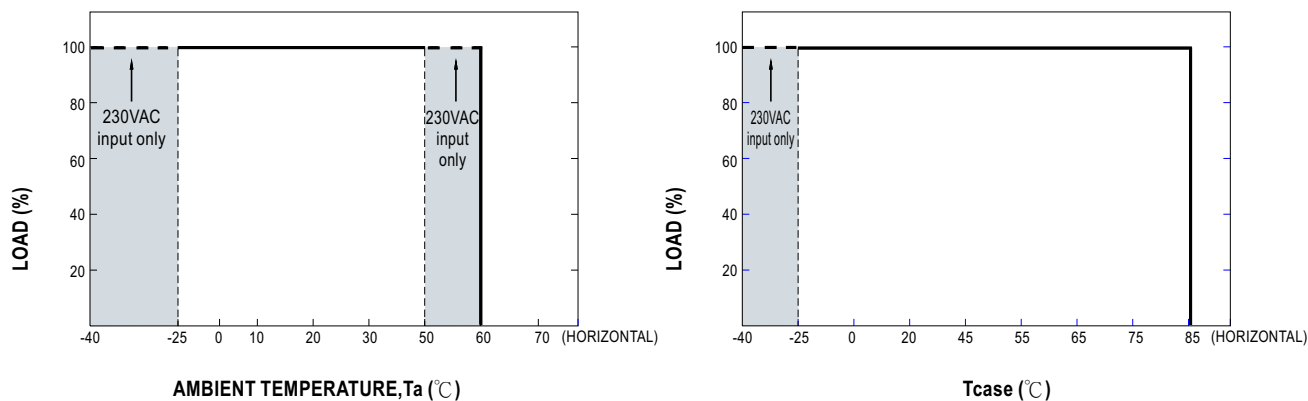 100
80
60
40
20
230VAC
input only
230VAC
input
only
-40
-25
0
10
20
30
40
50
60
70
(HORIZONTAL)
LOAD (%)
AMBIENT TEMPERATURE,Ta (℃)
100
80
60
40
20
230VAC
input only
-40
-25
0
20
45
55
65
75
85
(HORIZONTAL)
LOAD (%)
Tcase (℃)